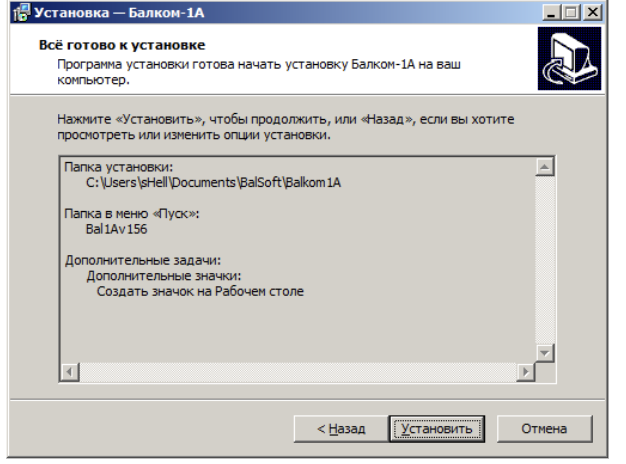 Установка — Балком-1А
Всё готово к установке
Программа установки готова начать установку Балком-1А на ваш
компьютер.
Нажмите «Установить», чтобы продолжить, или «Назад», если вы хотите
просмотреть или изменить опции установки.
Папка установки:
C:\Users\sHell\Documents\BalSoft\Balkom1A
Папка в меню «Пуск»:
Bal1Av156
Дополнительные задачи:
Дополнительные значки:
Создать значок на Рабочем столе
< Назад Установить Отмена